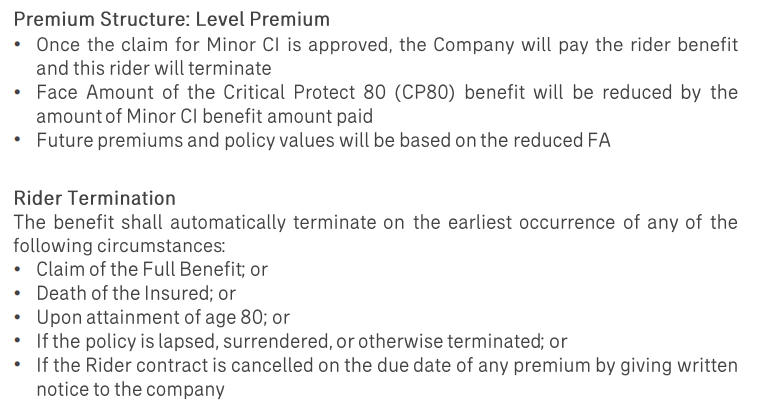 Premium Structure: Level Premium
• Once the claim for Minor CI is approved, the Company will pay the rider benefit
and this rider will terminate
• Face Amount of the Critical Protect 80 (CP80) benefit will be reduced by the
amount of Minor CI benefit amount paid
• Future premiums and policy values will be based on the reduced FA
Rider Termination
The benefit shall automatically terminate on the earliest occurrence of any of the
following circumstances:
• Claim of the Full Benefit; or
• Death of the Insured; or
• Upon attainment of age 80; or
• If the policy is lapsed, surrendered, or otherwise terminated; or
• If the Rider contract is cancelled on the due date of any premium by giving written
notice to the company